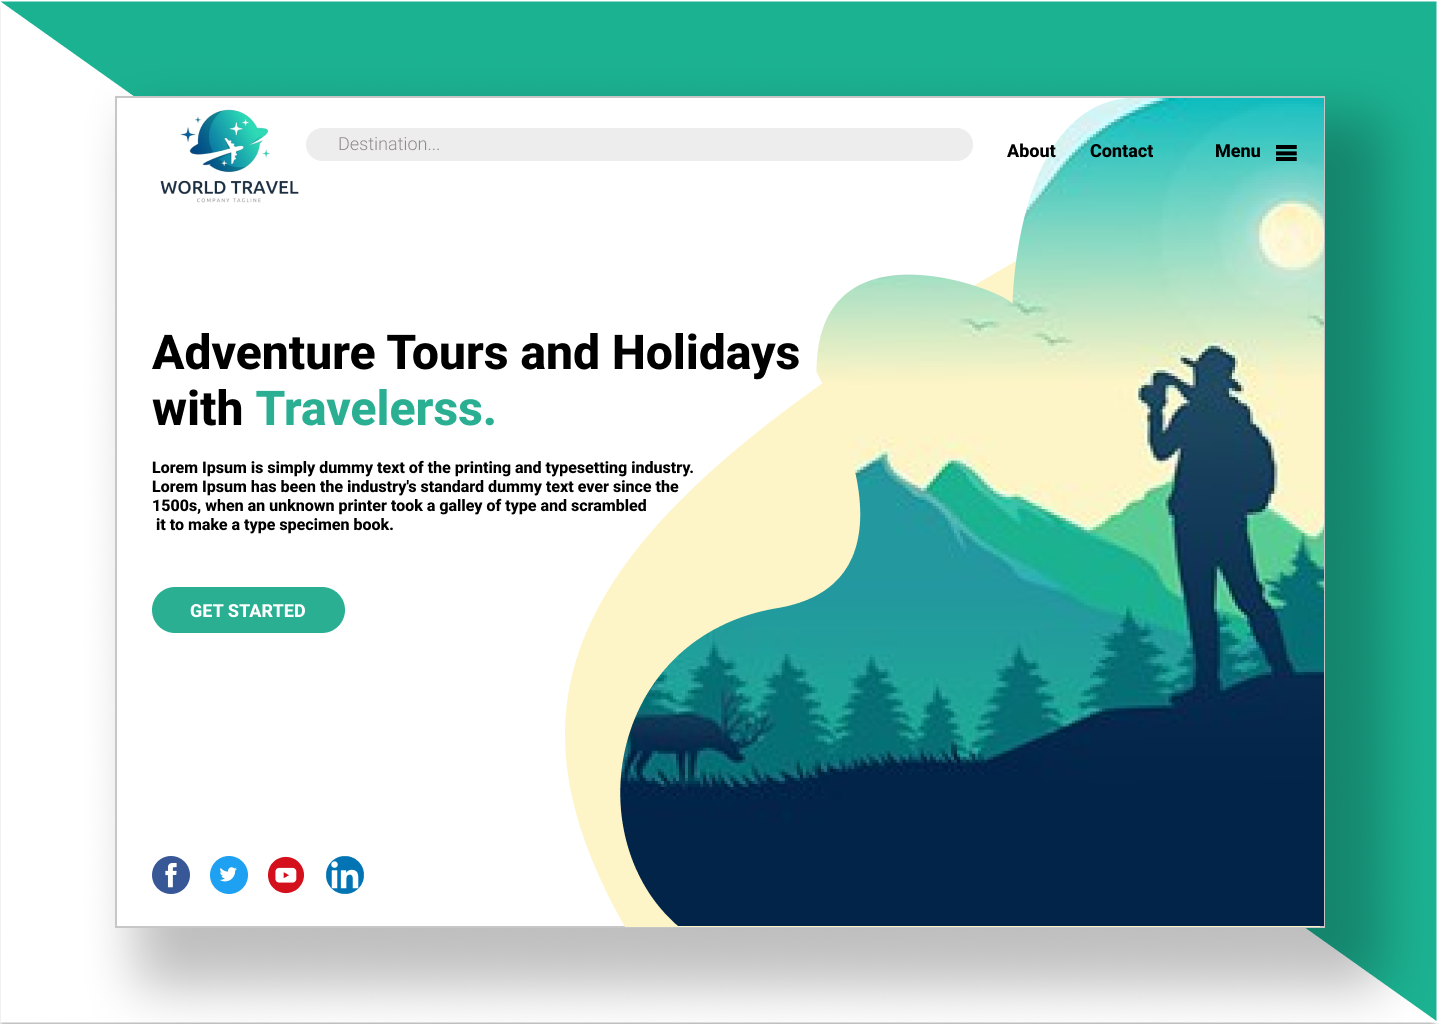 WORLD TRAVEL
COMPANY TAGLINE
Destination...
About
Contact
Menu
Adventure Tours and Holidays
with Travelerss.
Lorem Ipsum is simply dummy text of the printing and typesetting industry.
Lorem Ipsum has been the industry's standard dummy text ever since the
1500s, when an unknown printer took a galley of type and scrambled
it to make a type specimen book.
GET STARTED
f
in